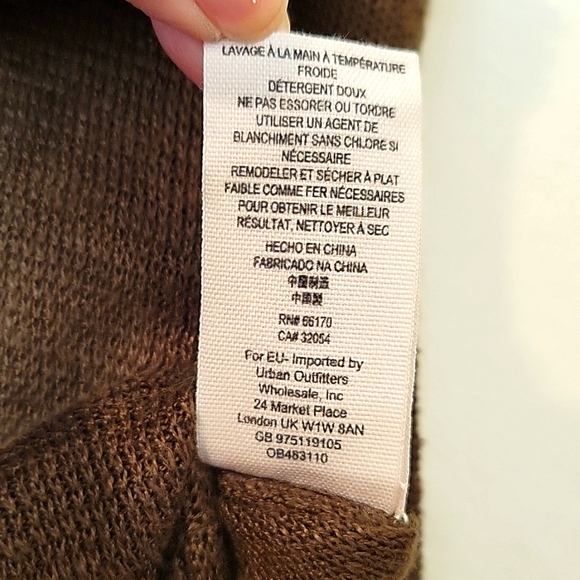 LAVAGE À LA MAIN À TEMPÉRATURE
FROIDE
DÉTERGENT DOUX
NE PAS ESSORER OU TORDRE
UTILISER UN AGENT DE
BLANCHIMENT SANS CHLORE SI
NÉCESSAIRE
REMODELER ET SÉCHER À PLAT
FAIBLE COMME FER NÉCESSAIRES
POUR OBTENIR LE MEILLEUR
RÉSULTAT, NETTOYER À SEC
HECHO EN CHINA
FABRICADO NA CHINA
中國制造
中國製
RN# 66170
CA# 32054
For EU- Imported by
Urban Outfitters
Wholesale, Inc
24 Market Place
London UK W1W 8AN
GB 975119105
OB483110